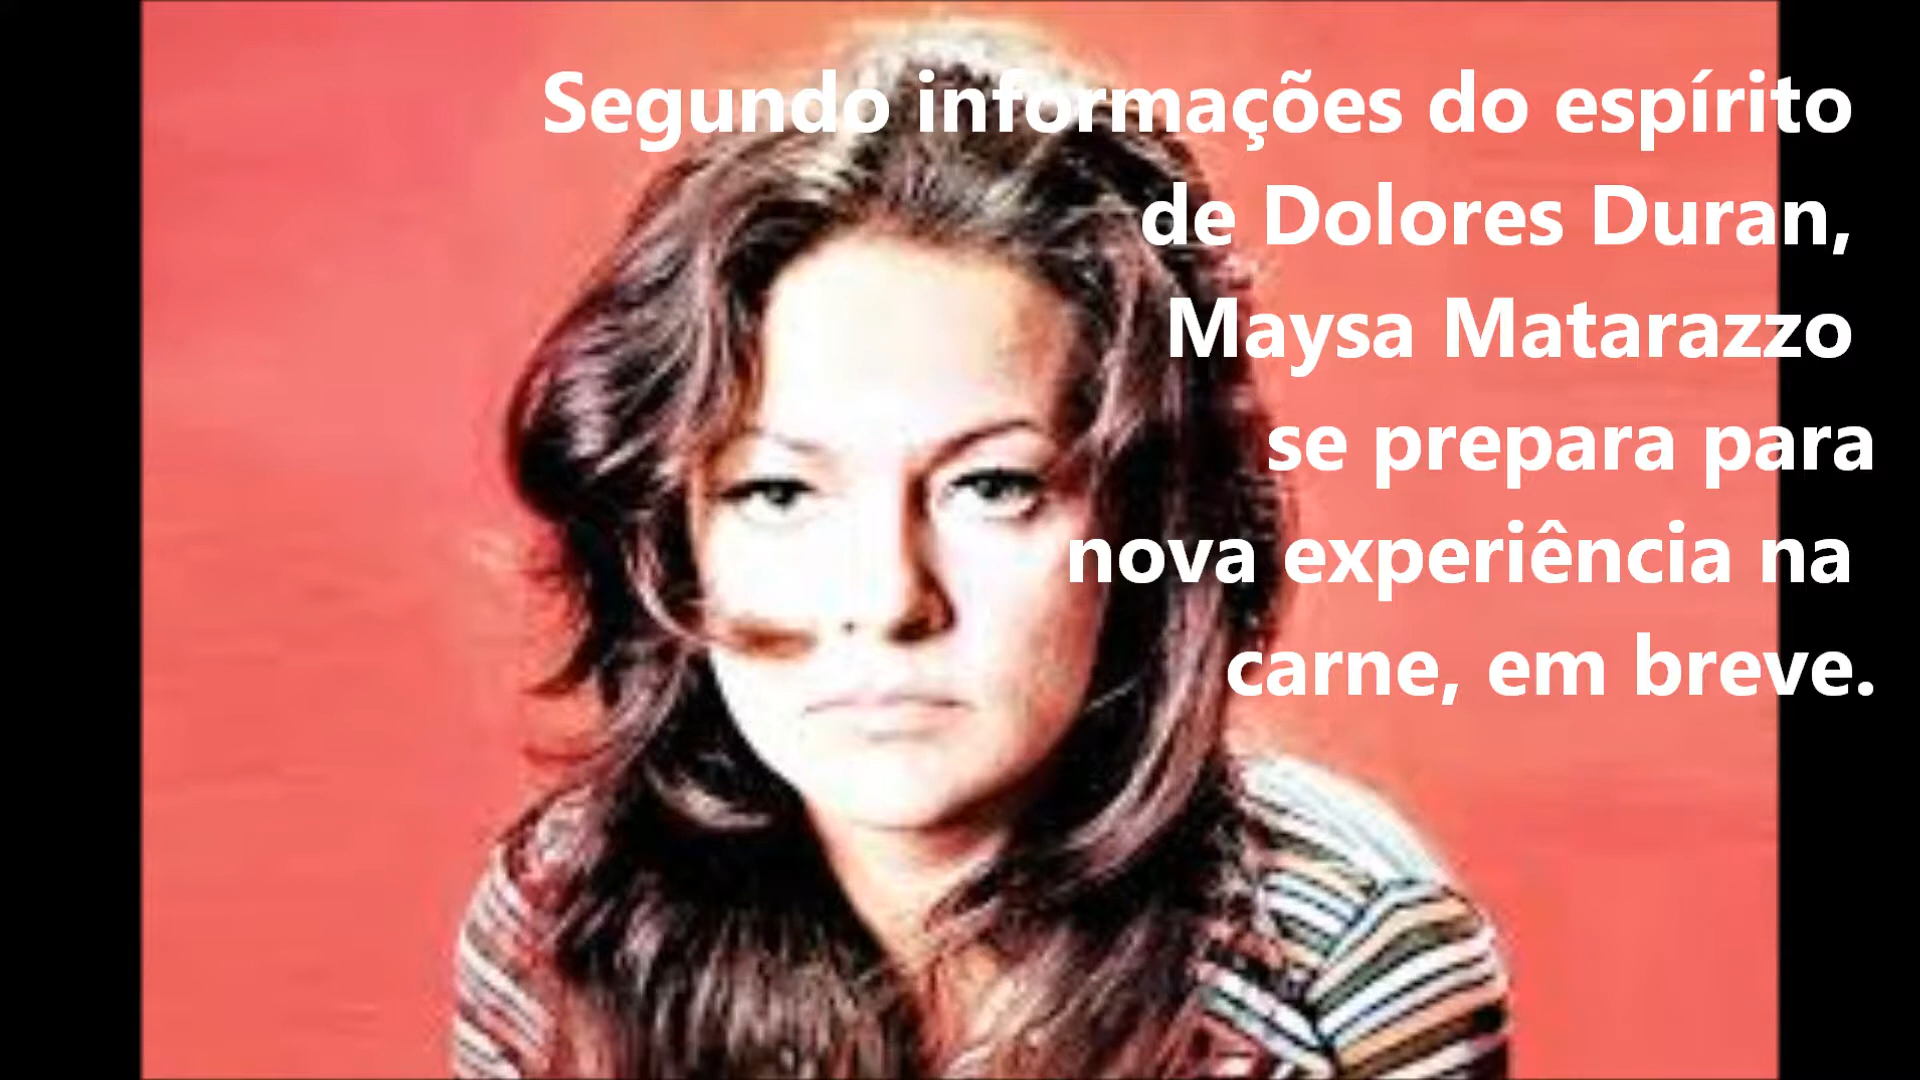 Segundo informações do espírito
de Dolores Duran,
Maysa Matarazzo
se prepara para
nova experiência na
carne, em breve.